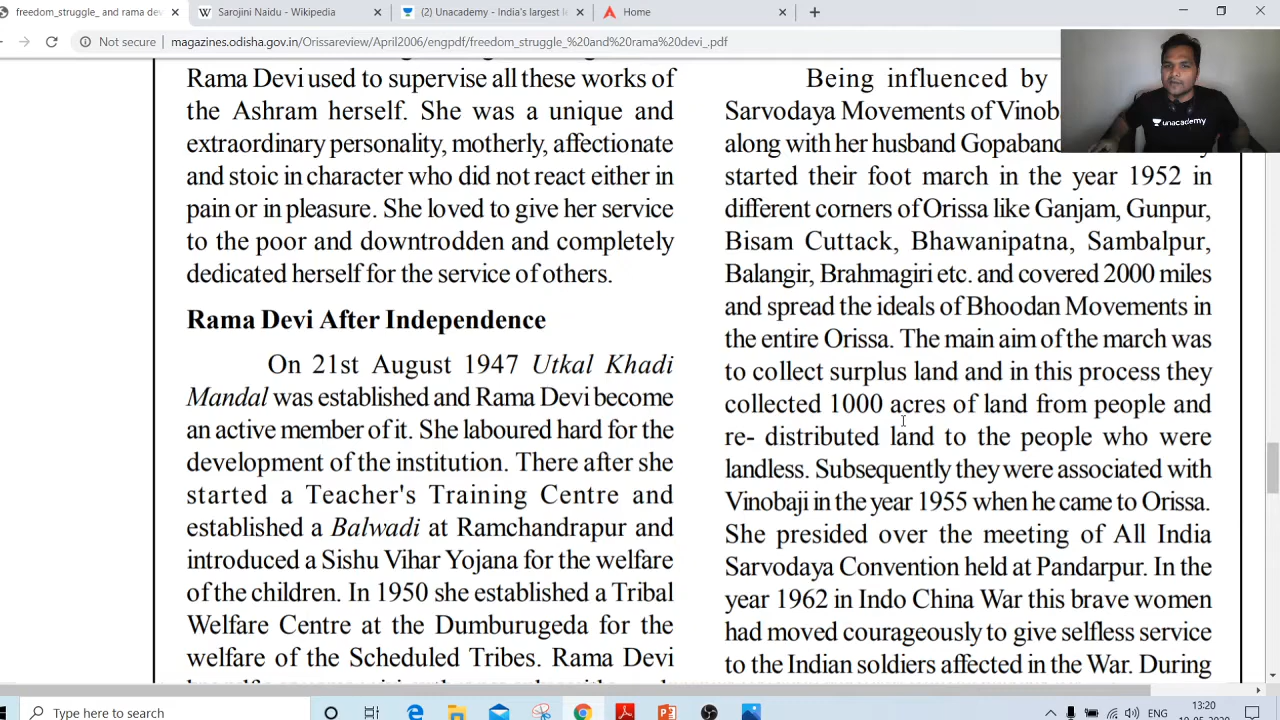 freedom_struggle_ and rama dev
Sarojini Naidu - Wikipedia
(2) Unacademy - India's largest l
Home
Not secure
magazines.odisha.gov.in/Orissareview/April2006/engpdf/freedom_struggle_%20and%20rama%20devi_.pdf
unacademy
Rama Devi used to supervise all these works of
the Ashram herself. She was a unique and
extraordinary personality, motherly, affectionate
and stoic in character who did not react either in
pain or in pleasure. She loved to give her service
to the poor and downtrodden and completely
dedicated herself for the service of others.
Rama Devi After Independence
On 21st August 1947 Utkal Khadi
Mandal was established and Rama Devi become
an active member of it. She laboured hard for the
development of the institution. There after she
started a Teacher's Training Centre and
established a Balwadi at Ramchandrapur and
introduced a Sishu Vihar Yojana for the welfare
of the children. In 1950 she established a Tribal
Welfare Centre at the Dumburugeda for the
welfare of the Scheduled Tribes. Rama Devi
Being influenced by
Sarvodaya Movements of Vinoba
along with her husband Gopaband
started their foot march in the year 1952 in
different corners of Orissa like Ganjam, Gunpur,
Bisam Cuttack, Bhawanipatna, Sambalpur,
Balangir, Brahmagiri etc. and covered 2000 miles
and spread the ideals of Bhoodan Movements in
the entire Orissa. The main aim of the march was
to collect surplus land and in this process they
collected 1000 acres of land from people and
re- distributed land to the people who were
landless. Subsequently they were associated with
Vinobaji in the year 1955 when he came to Orissa.
She presided over the meeting of All India
Sarvodaya Convention held at Pandarpur. In the
year 1962 in Indo China War this brave women
had moved courageously to give selfless service
to the Indian soldiers affected in the War. During
Type here to search
ENG
13:20